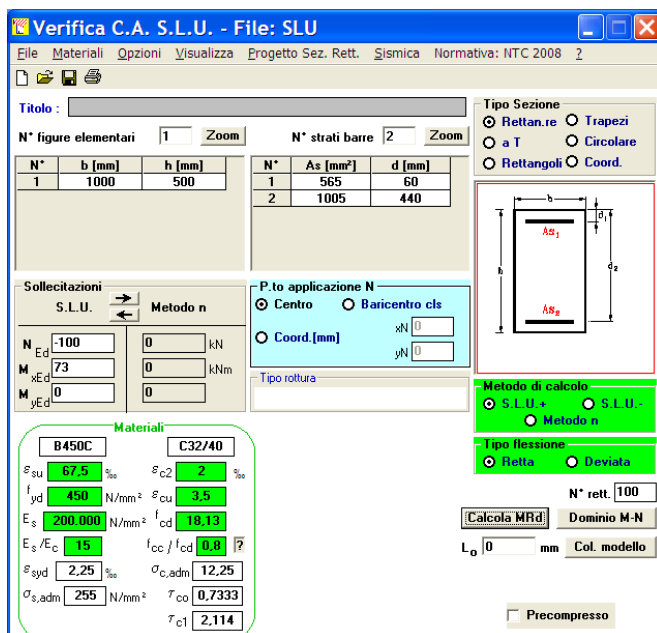 Verifica C.A. S.L.U. - File: SLU
File Materiali Opzioni Visualizza Progetto Sez. Rett. Sismica Normativa: NTC 2008 ?
Titolo :
N° figure elementari 1 Zoom N° strati barre 2 Zoom
N° b [mm] h [mm]
1 1000 500
N° As [mm²] d [mm]
1 565 60
2 1005 440
Tipo Sezione
Rettan.re Trapezi
a T Circolare
Rettangoli Coord.
b
h
d1
d2
As1
As2
Sollecitazioni
S.L.U. Metodo n
N Ed -100 0 kN
M xEd 73 0 kNm
M yEd 0 0
P.to applicazione N
Centro Baricentro cls
Coord.[mm] xN 0
yN 0
Tipo rottura
Metodo di calcolo
S.L.U.+ S.L.U.-
Metodo n
Tipo flessione
Retta Deviata
N° rett. 100
Calcola MRd Dominio M-N
Lo 0 mm Col. modello
Precompresso
Materiali
B450C C32/40
εsu 67,5 ‰ εc2 2 ‰
fyd 450 N/mm² εcu 3,5
Es 200.000 N/mm² fcd 18,13
Es/Ec 15 fcc / fcd 0,8 ?
εsyd 2,25 ‰ σc,adm 12,25
σs,adm 255 N/mm² τco 0,7333
τc1 2,114